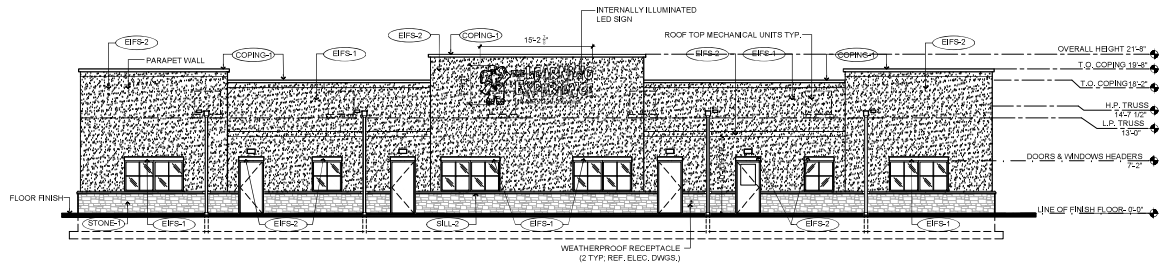 INTERNALLY ILLUMINATED
LED SIGN
15'-2
EIFS-2
COPING-1
EIFS-1
PARAPET WALL
EIFS-2
COPING-1
ROOF TOP MECHANICAL UNITS TYP.
EIFS-2
EIFS-1
COPING-1
EIFS-2
OVERALL HEIGHT 21'-8"
T.O. COPING 19'-8"
T.O. COPING 18'-2"
H.P. TRUSS
14'-7 1/2"
L.P. TRUSS
13'-0"
DOORS & WINDOWS HEADERS
7'-2"
FLOOR FINISH
LINE OF FINISH FLOOR- 0'-0"
STONE-1
EIFS-1
EIFS-2
SILL-2
EIFS-1
EIFS-2
EIFS-1
WEATHERPROOF RECEPTACLE
(2 TYP; REF. ELEC. DWGS.)